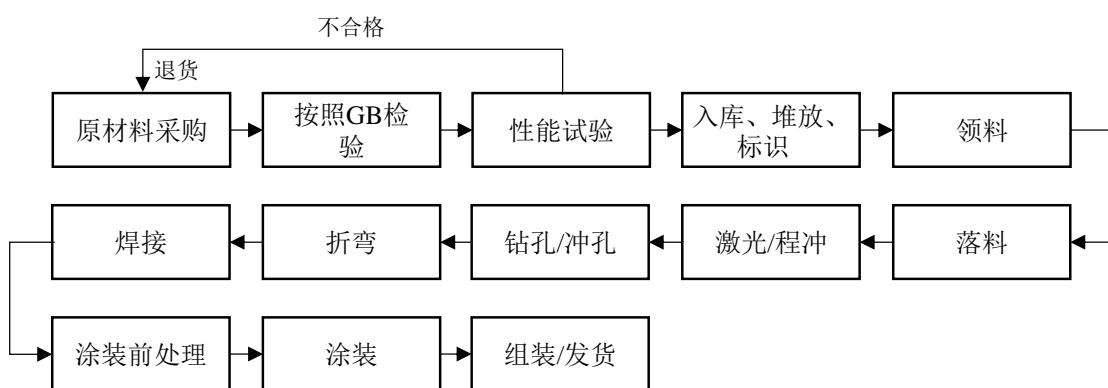 不合格
退货
原材料采购
按照GB检
验
性能试验
入库、堆放、
标识
领料
焊接
折弯
钻孔/冲孔
激光/程冲
落料
涂装前处理
涂装
组装/发货